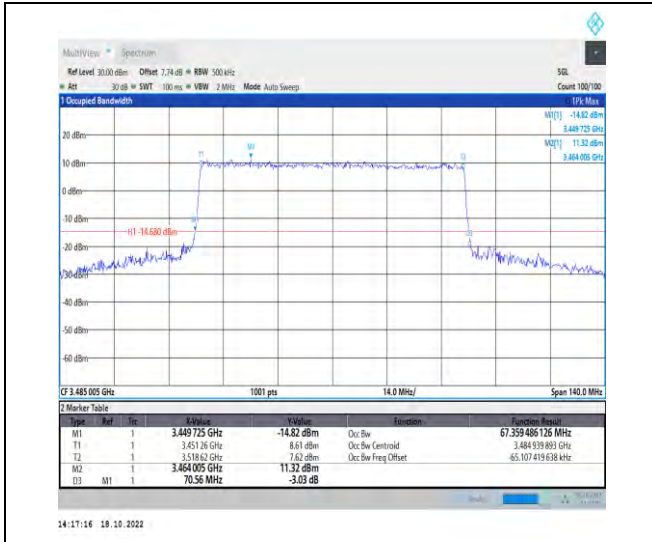 MultiView Spectrum
Ref Level 30.00 dBm Offset 7.74 dB RBW 500 kHz SGL
Att 30 dB SWT 100 ms VBW 2 MHz Mode Auto Sweep Count 100/100
1 Occupied Bandwidth 1Pk Max
M1[1] -14.82 dBm
3.449 725 GHz
20 dBm M2[1] 11.32 dBm
M2 3.464 005 GHz
T1 T2
10 dBm
0 dBm
-10 dBm
M1
H1 -14.680 dBm
D3
-20 dBm
-30 dBm
-40 dBm
-50 dBm
-60 dBm
CF 3.485 005 GHz 1001 pts 14.0 MHz/ Span 140.0 MHz
2 Marker Table
Type Ref Trc X-Value Y-Value Function Function Result
M1 1 3.449 725 GHz -14.82 dBm Occ Bw 67.359 486 126 MHz
T1 1 3.451 26 GHz 8.61 dBm Occ Bw Centroid 3.484 939 893 GHz
T2 1 3.518 62 GHz 7.62 dBm Occ Bw Freq Offset -65.107 419 638 kHz
M2 1 3.464 005 GHz 11.32 dBm
D3 M1 1 70.56 MHz -3.03 dB
14:17:16 18.10.2022